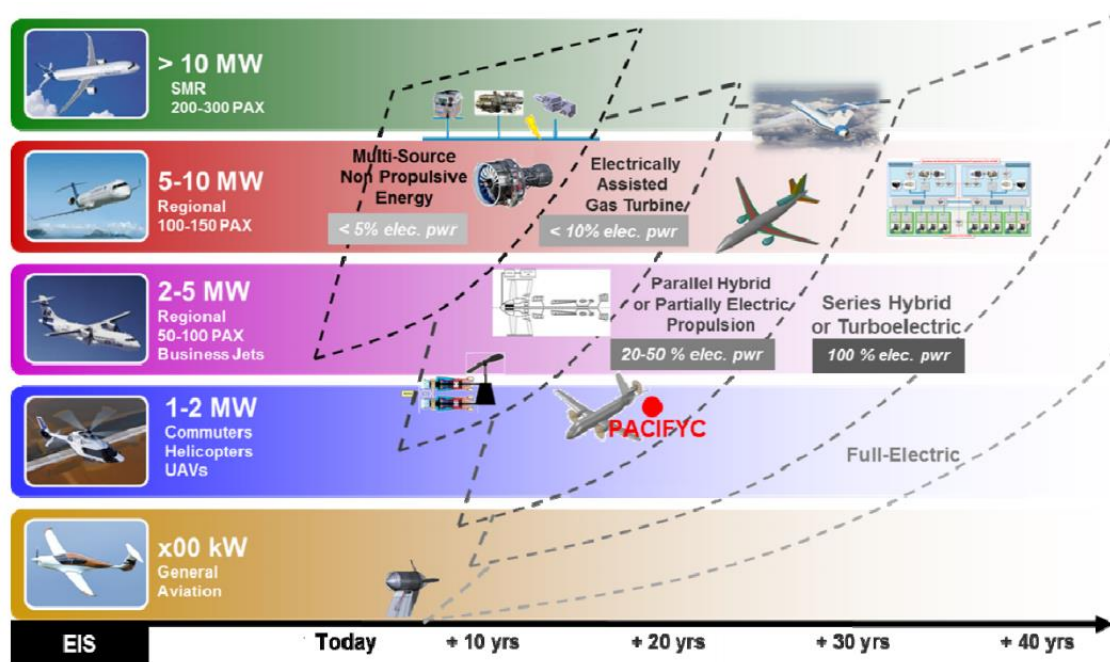 > 10 MW
SMR
200-300 PAX
5-10 MW
Regional
100-150 PAX
Multi-Source
Non Propulsive
Energy
< 5% elec. pwr
Electrically
Assisted
Gas Turbine
< 10% elec. pwr
2-5 MW
Regional
50-100 PAX
Business Jets
Parallel Hybrid
or Partially Electric
Propulsion
20-50 % elec. pwr
Series Hybrid
or Turboelectric
100 % elec. pwr
1-2 MW
Commuters
Helicopters
UAVs
PACIFYC
Full-Electric
x00 kW
General
Aviation
EIS Today + 10 yrs + 20 yrs + 30 yrs + 40 yrs